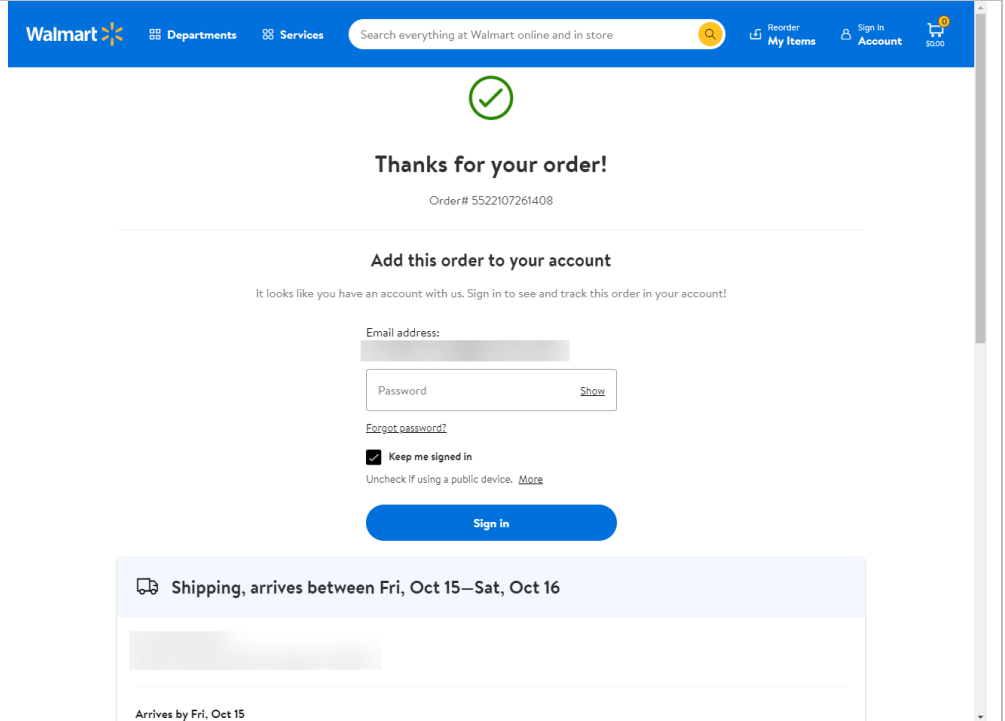 Walmart
Departments
Services
Search everything at Walmart online and in store
Reorder
My Items
Sign In
Account
0
$0.00
Thanks for your order!
Order# 5522107261408
Add this order to your account
It looks like you have an account with us. Sign in to see and track this order in your account!
Email address:
Password
Show
Forgot password?
Keep me signed in
Uncheck if using a public device. More
Sign in
Shipping, arrives between Fri, Oct 15—Sat, Oct 16
Arrives by Fri, Oct 15